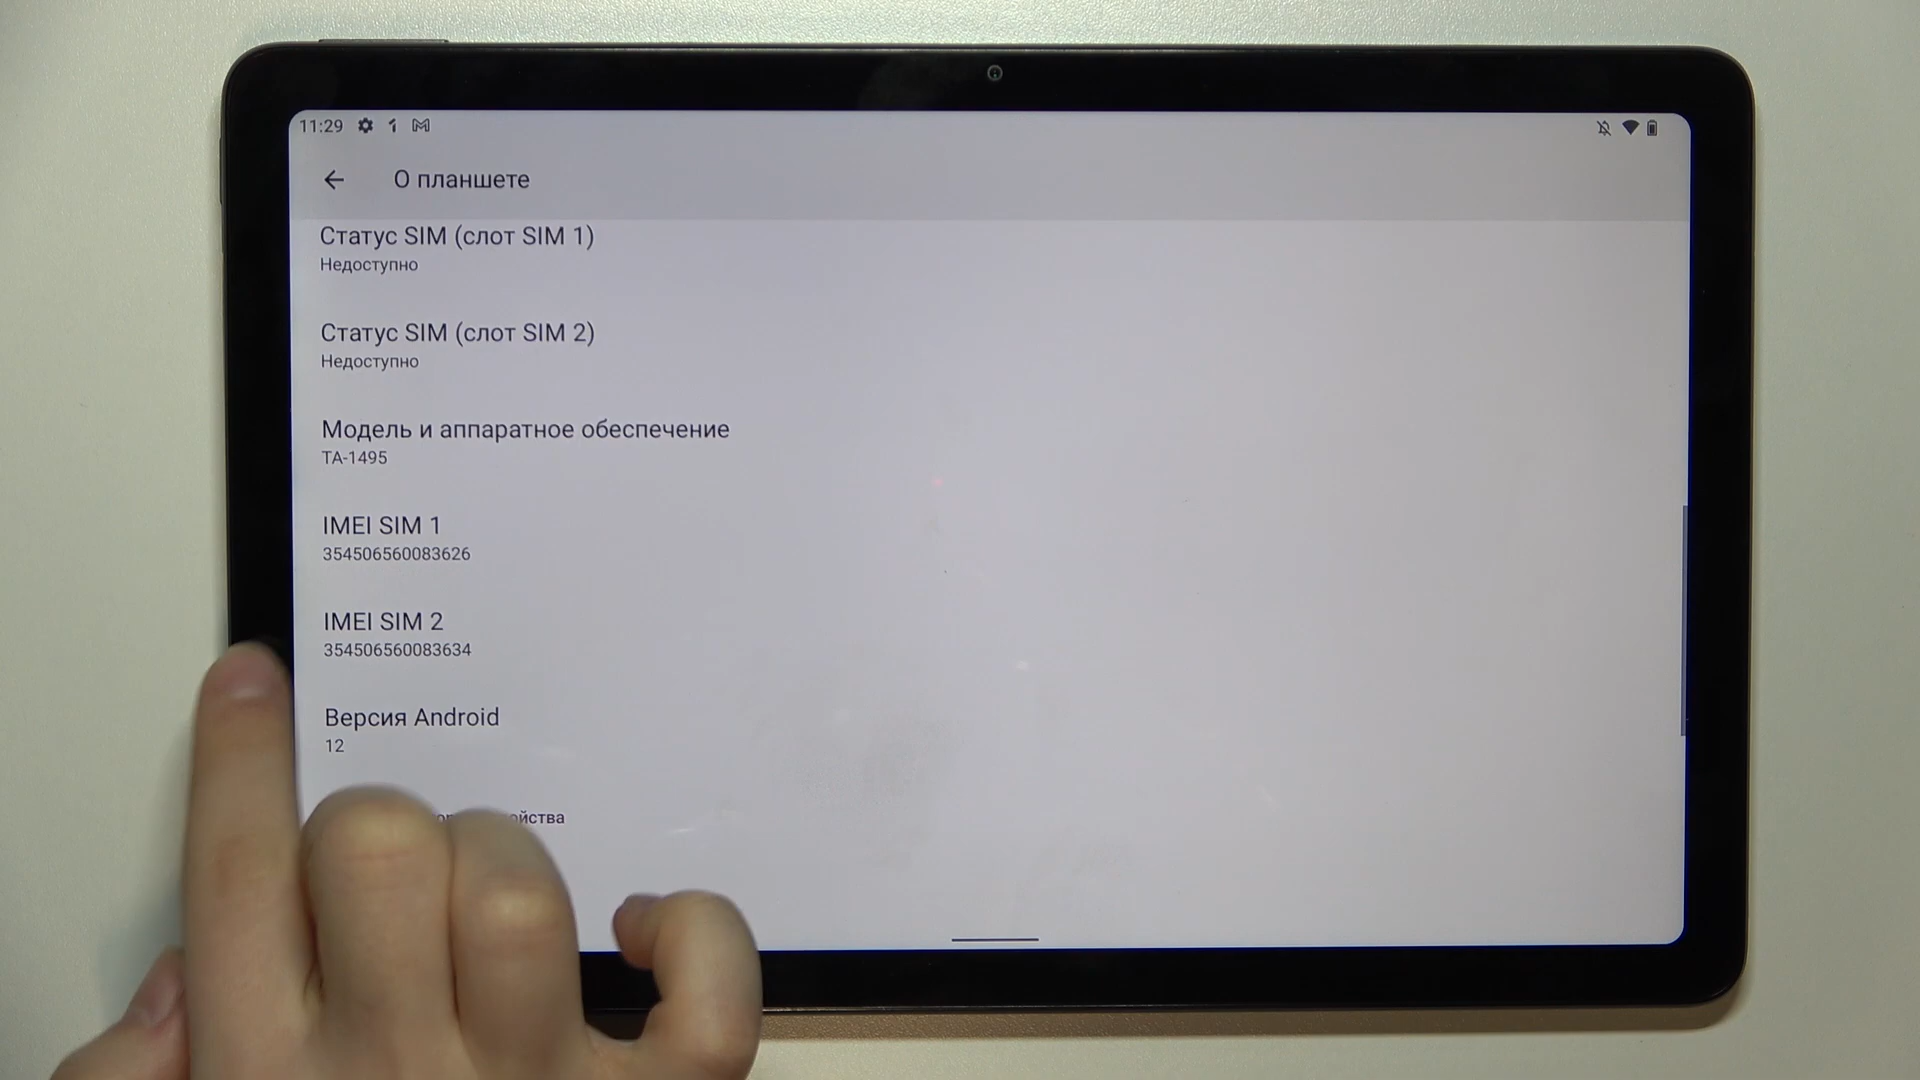 11:29
О планшете
Статус SIM (слот SIM 1)
Недоступно
Статус SIM (слот SIM 2)
Недоступно
Модель и аппаратное обеспечение
TA-1495
IMEI SIM 1
354506560083626
IMEI SIM 2
354506560083634
Версия Android
12